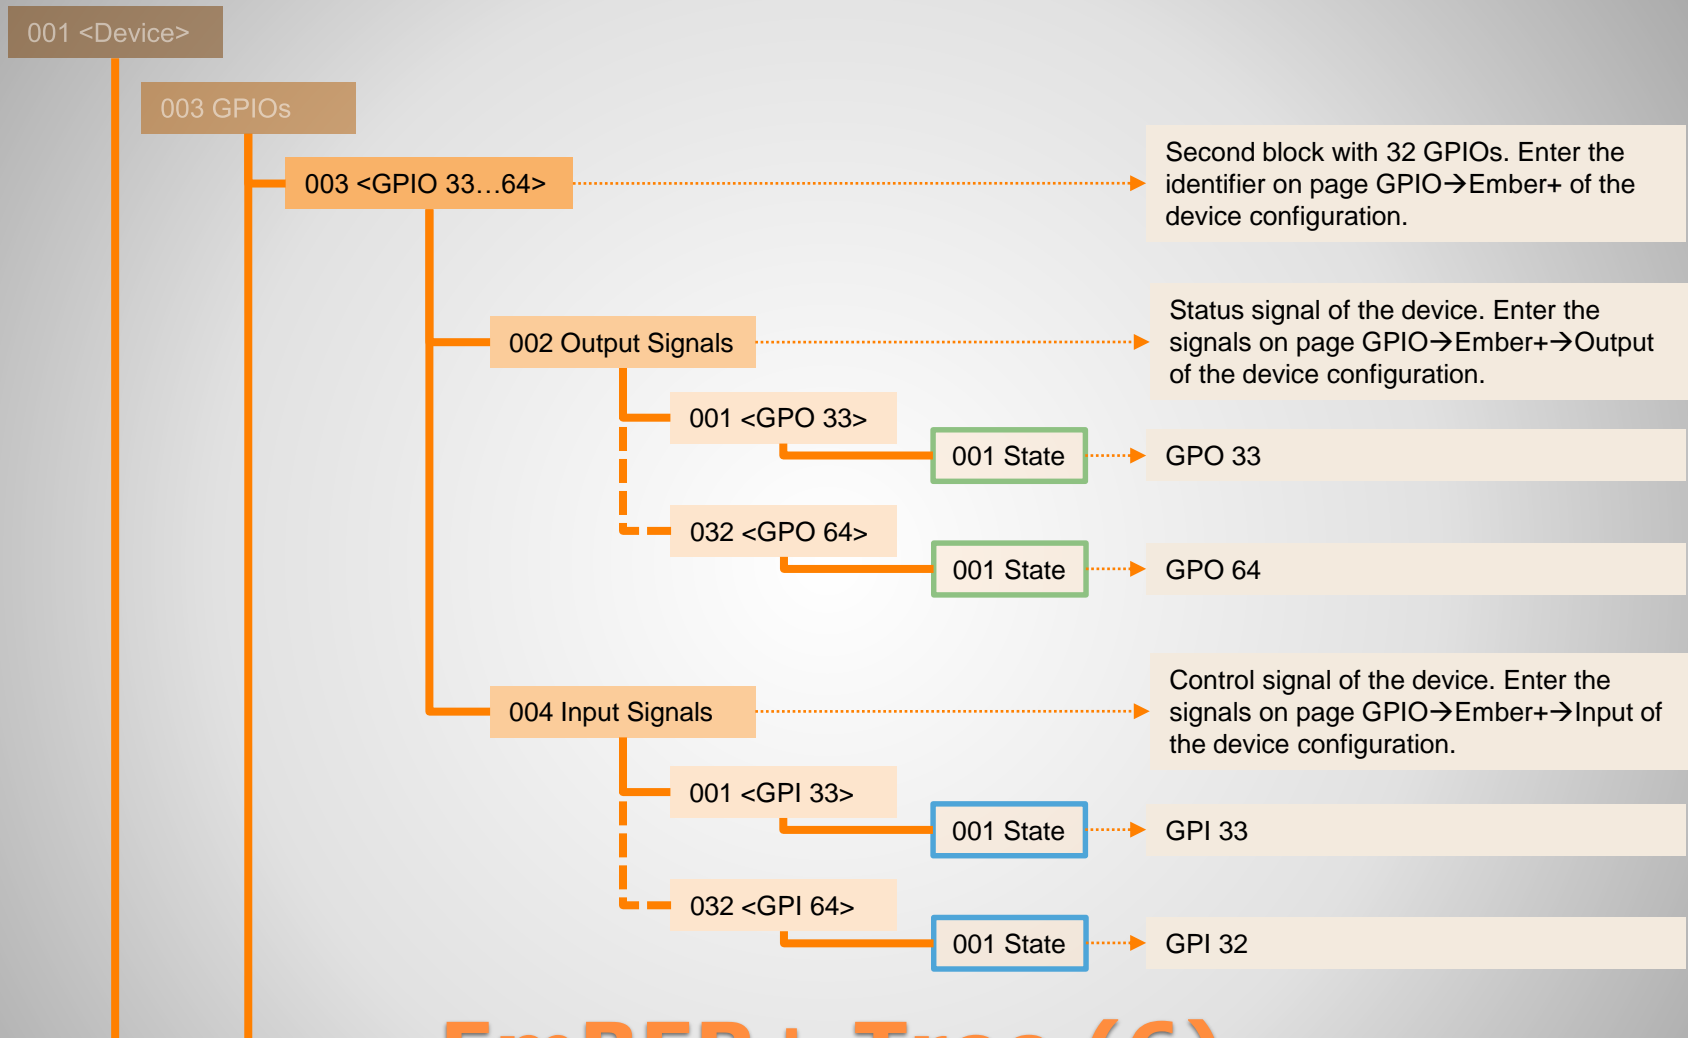 001 <Device>
003 GPIOs
003 <GPIO 33…64>
Second block with 32 GPIOs. Enter the
identifier on page GPIO→Ember+ of the
device configuration.
002 Output Signals
Status signal of the device. Enter the
signals on page GPIO→Ember+→Output
of the device configuration.
001 <GPO 33>
001 State
GPO 33
032 <GPO 64>
001 State
GPO 64
004 Input Signals
Control signal of the device. Enter the
signals on page GPIO→Ember+→Input of
the device configuration.
001 <GPI 33>
001 State
GPI 33
032 <GPI 64>
001 State
GPI 32
EmBER+ Tree (6)